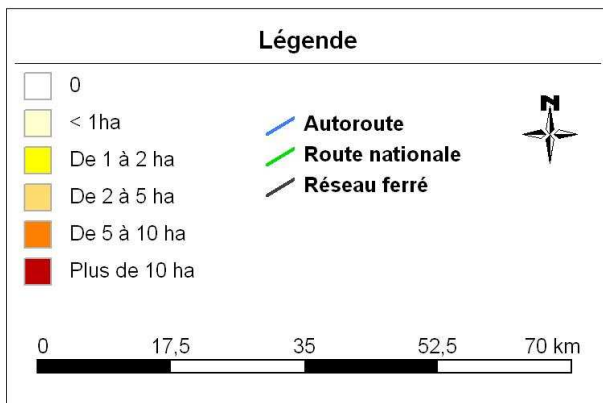 Légende
0
< 1ha
De 1 à 2 ha
De 2 à 5 ha
De 5 à 10 ha
Plus de 10 ha
Autoroute
Route nationale
Réseau ferré
N
0 17,5 35 52,5 70 km